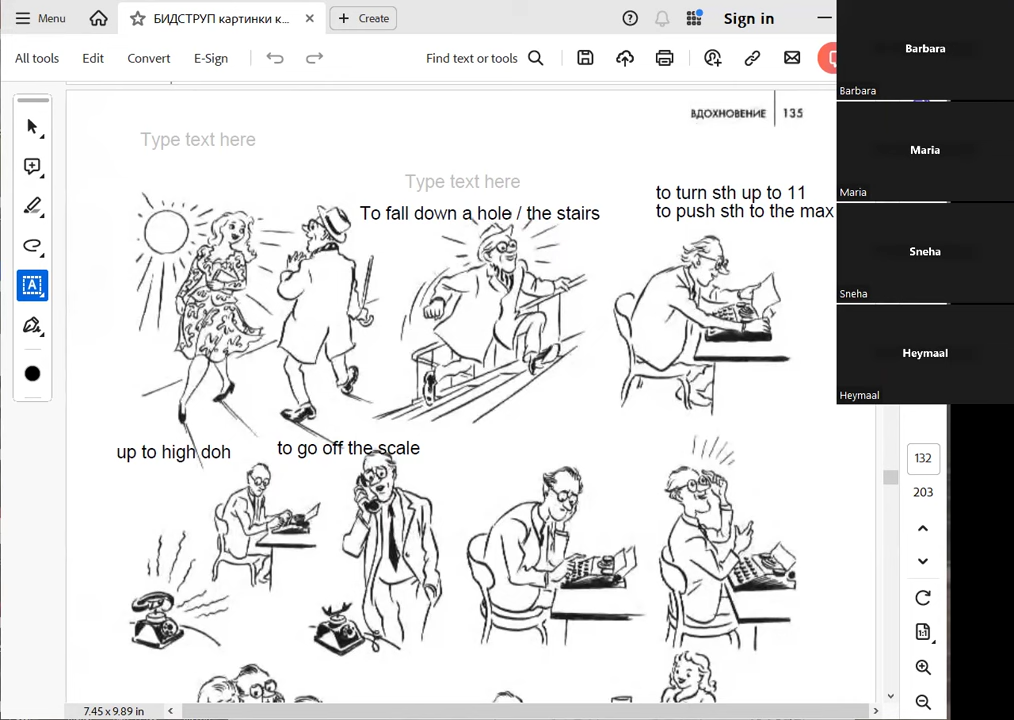 Menu
БИДСТРУП картинки к...
Create
Sign in
All tools
Edit
Convert
E-Sign
Find text or tools
Barbara
Barbara
Maria
Maria
Sneha
Sneha
Heymaal
Heymaal
ВДОХНОВЕНИЕ 135
Type text here
Type text here
to turn sth up to 11
to push sth to the max
To fall down a hole / the stairs
up to high doh
to go off the scale
132
203
1:1
7.45 x 9.89 in